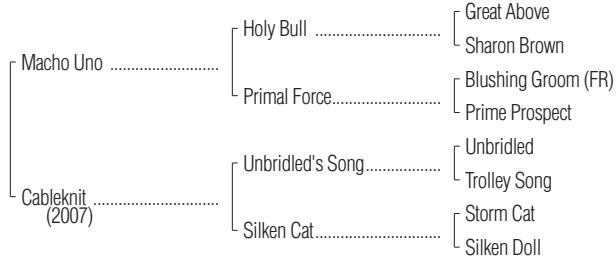 Great Above
Holy Bull ........................
Sharon Brown
Macho Uno ........................
Blushing Groom (FR)
Primal Force........................
Prime Prospect
Unbridled
Unbridled's Song..................
Trolley Song
Cableknit ............................
(2007)
Storm Cat
Silken Cat............................
Silken Doll